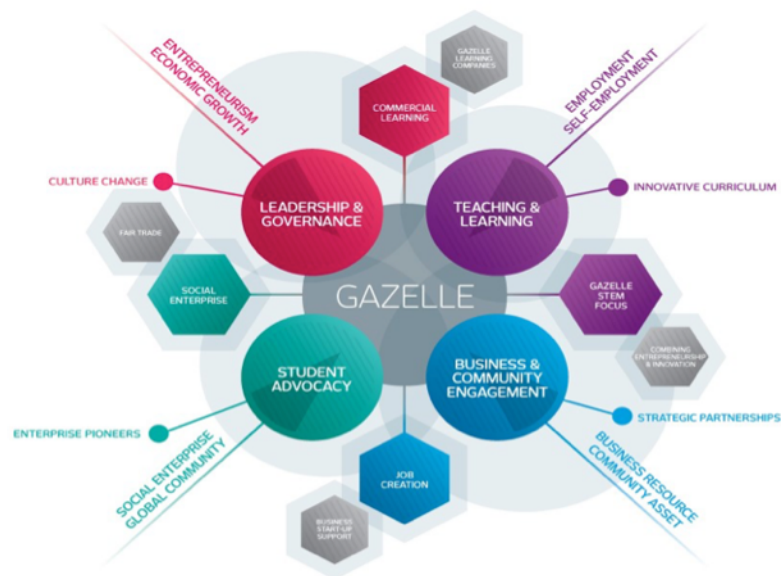 GAZELLE
LEARNING
COMPANIES
ENTREPRENEURISM
ECONOMIC GROWTH
COMMERCIAL
LEARNING
EMPLOYMENT
SELF-EMPLOYMENT
CULTURE CHANGE
LEADERSHIP &
GOVERNANCE
TEACHING &
LEARNING
INNOVATIVE CURRICULUM
FAIR TRADE
SOCIAL
ENTERPRISE
GAZELLE
GAZELLE
STEM
FOCUS
COMBINING
ENTREPRENEURSHIP
& INNOVATION
STUDENT
ADVOCACY
BUSINESS &
COMMUNITY
ENGAGEMENT
ENTERPRISE PIONEERS
STRATEGIC PARTNERSHIPS
SOCIAL ENTERPRISE
GLOBAL COMMUNITY
JOB
CREATION
BUSINESS RESOURCE
COMMUNITY ASSET
BUSINESS
START-UP
SUPPORT